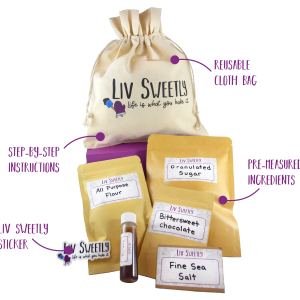 REUSABLE
CLOTH BAG
LIV SWEETLY
life is what you bake it
STEP-BY-STEP
INSTRUCTIONS
LIV SWEETLY
Granulated
Sugar
LIV SWEETLY
All Purpose
Flour
PRE-MEASURED
INGREDIENTS
LIV SWEETLY
Bittersweet
Chocolate
LIV SWEETLY
STICKER
LIV SWEETLY
life is what you bake it
LIV SWEETLY
Fine Sea
Salt